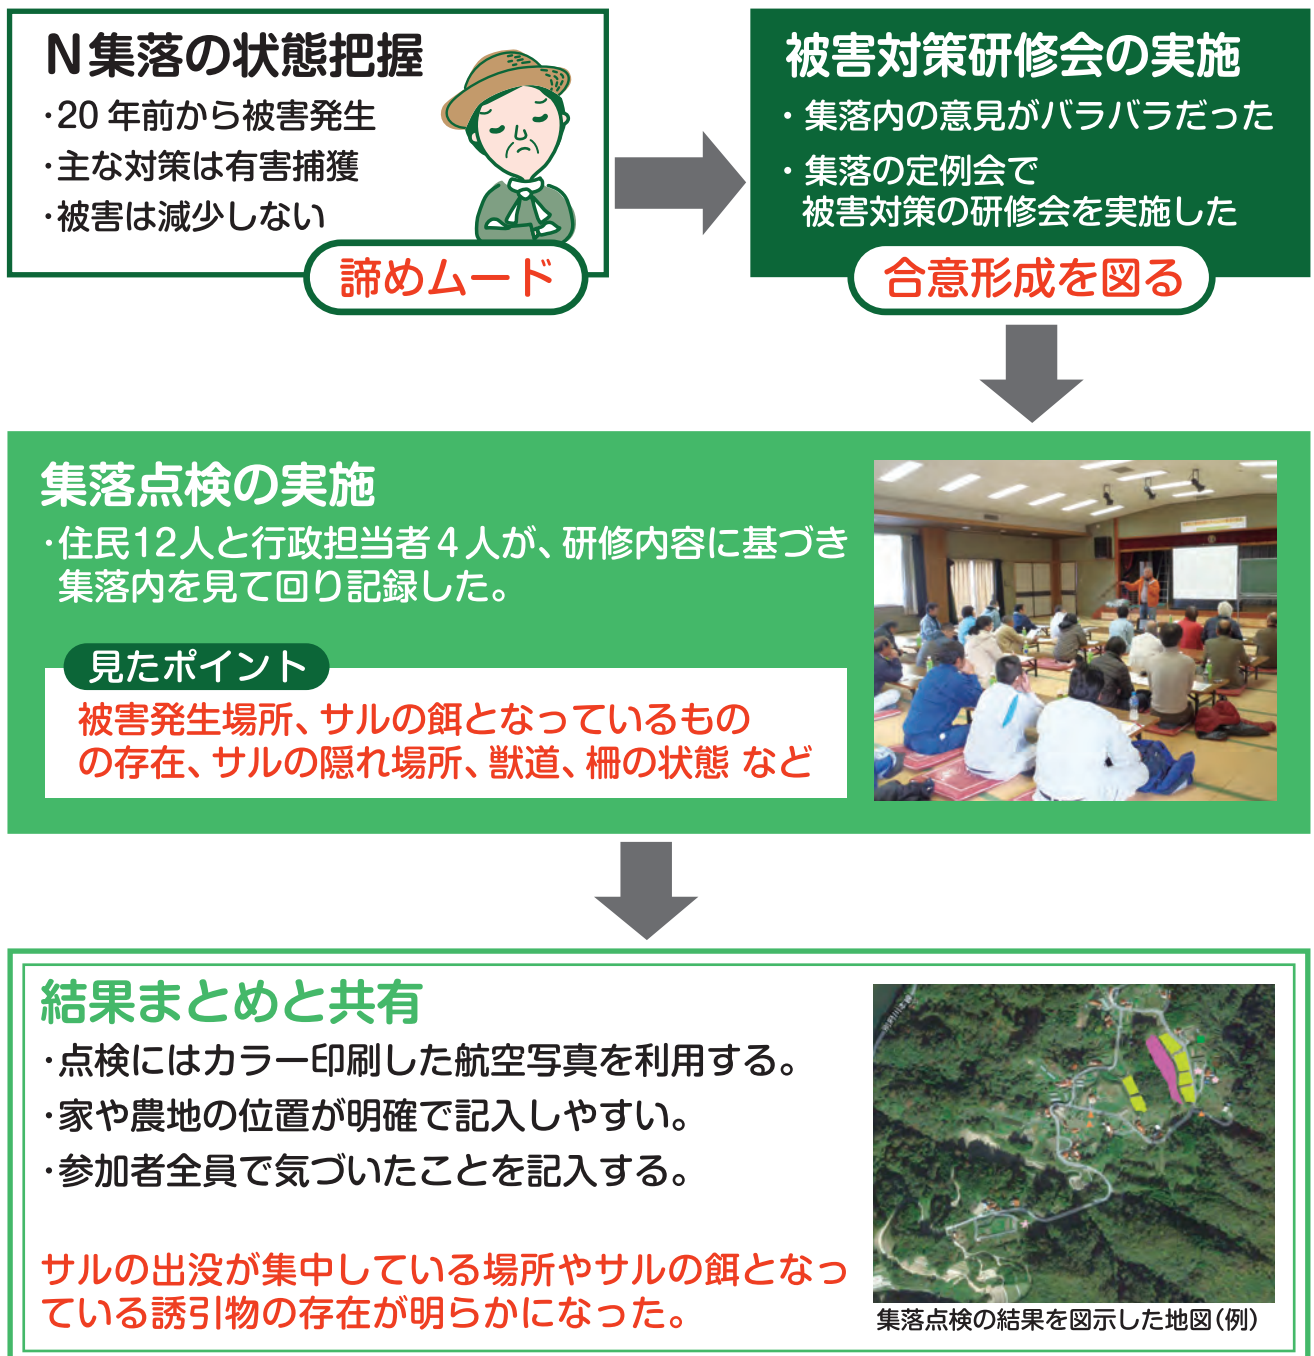 N集落の状態把握
・20年前から被害発生
・主な対策は有害捕獲
・被害は減少しない
諦めムード
被害対策研修会の実施
・集落内の意見がバラバラだった
・集落の定例会で
被害対策の研修会を実施した
合意形成を図る
集落点検の実施
・住民12人と行政担当者4人が、研修内容に基づき
集落内を見て回り記録した。
見たポイント
被害発生場所、サルの餌となっているもの
の存在、サルの隠れ場所、獣道、柵の状態 など
結果まとめと共有
・点検にはカラー印刷した航空写真を利用する。
・家や農地の位置が明確で記入しやすい。
・参加者全員で気づいたことを記入する。
サルの出没が集中している場所やサルの餌となっ
ている誘引物の存在が明らかになった。
集落点検の結果を図示した地図(例)